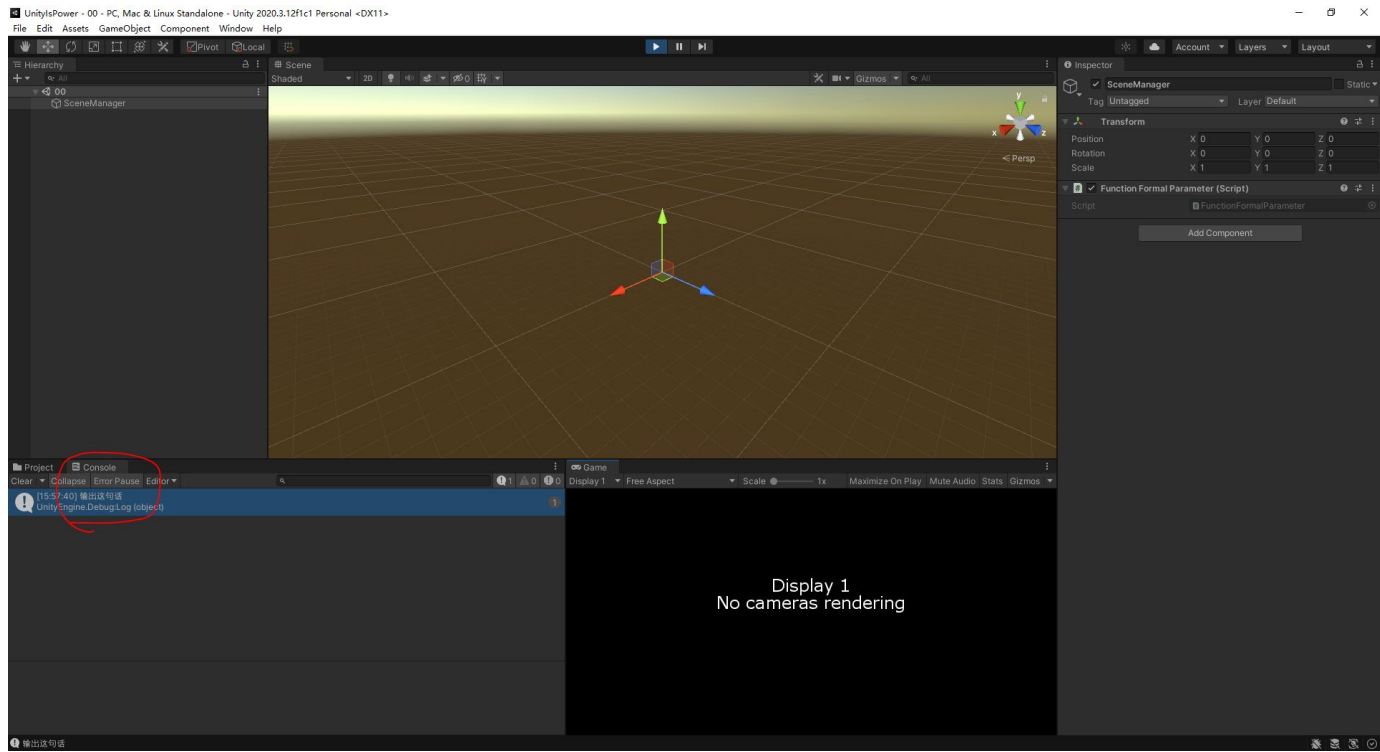 UnityIsPower - 00 - PC, Mac & Linux Standalone - Unity 2020.3.12f1c1 Personal <DX11>
File Edit Assets GameObject Component Window Help
Pivot Local
Account Layers Layout
Hierarchy
All
00
SceneManager
Scene
Shaded 2D 0 Gizmos All
y
x z
Persp
Inspector
SceneManager Static
Tag Untagged Layer Default
Transform
Position X 0 Y 0 Z 0
Rotation X 0 Y 0 Z 0
Scale X 1 Y 1 Z 1
Function Formal Parameter (Script)
Script FunctionFormalParameter
Add Component
Project Console
Clear Collapse Error Pause Editor 1 0 0
[15:57:40] 输出这句话
UnityEngine.Debug:Log (object) 1
Game
Display 1 Free Aspect Scale 1x Maximize On Play Mute Audio Stats Gizmos
Display 1
No cameras rendering
输出这句话